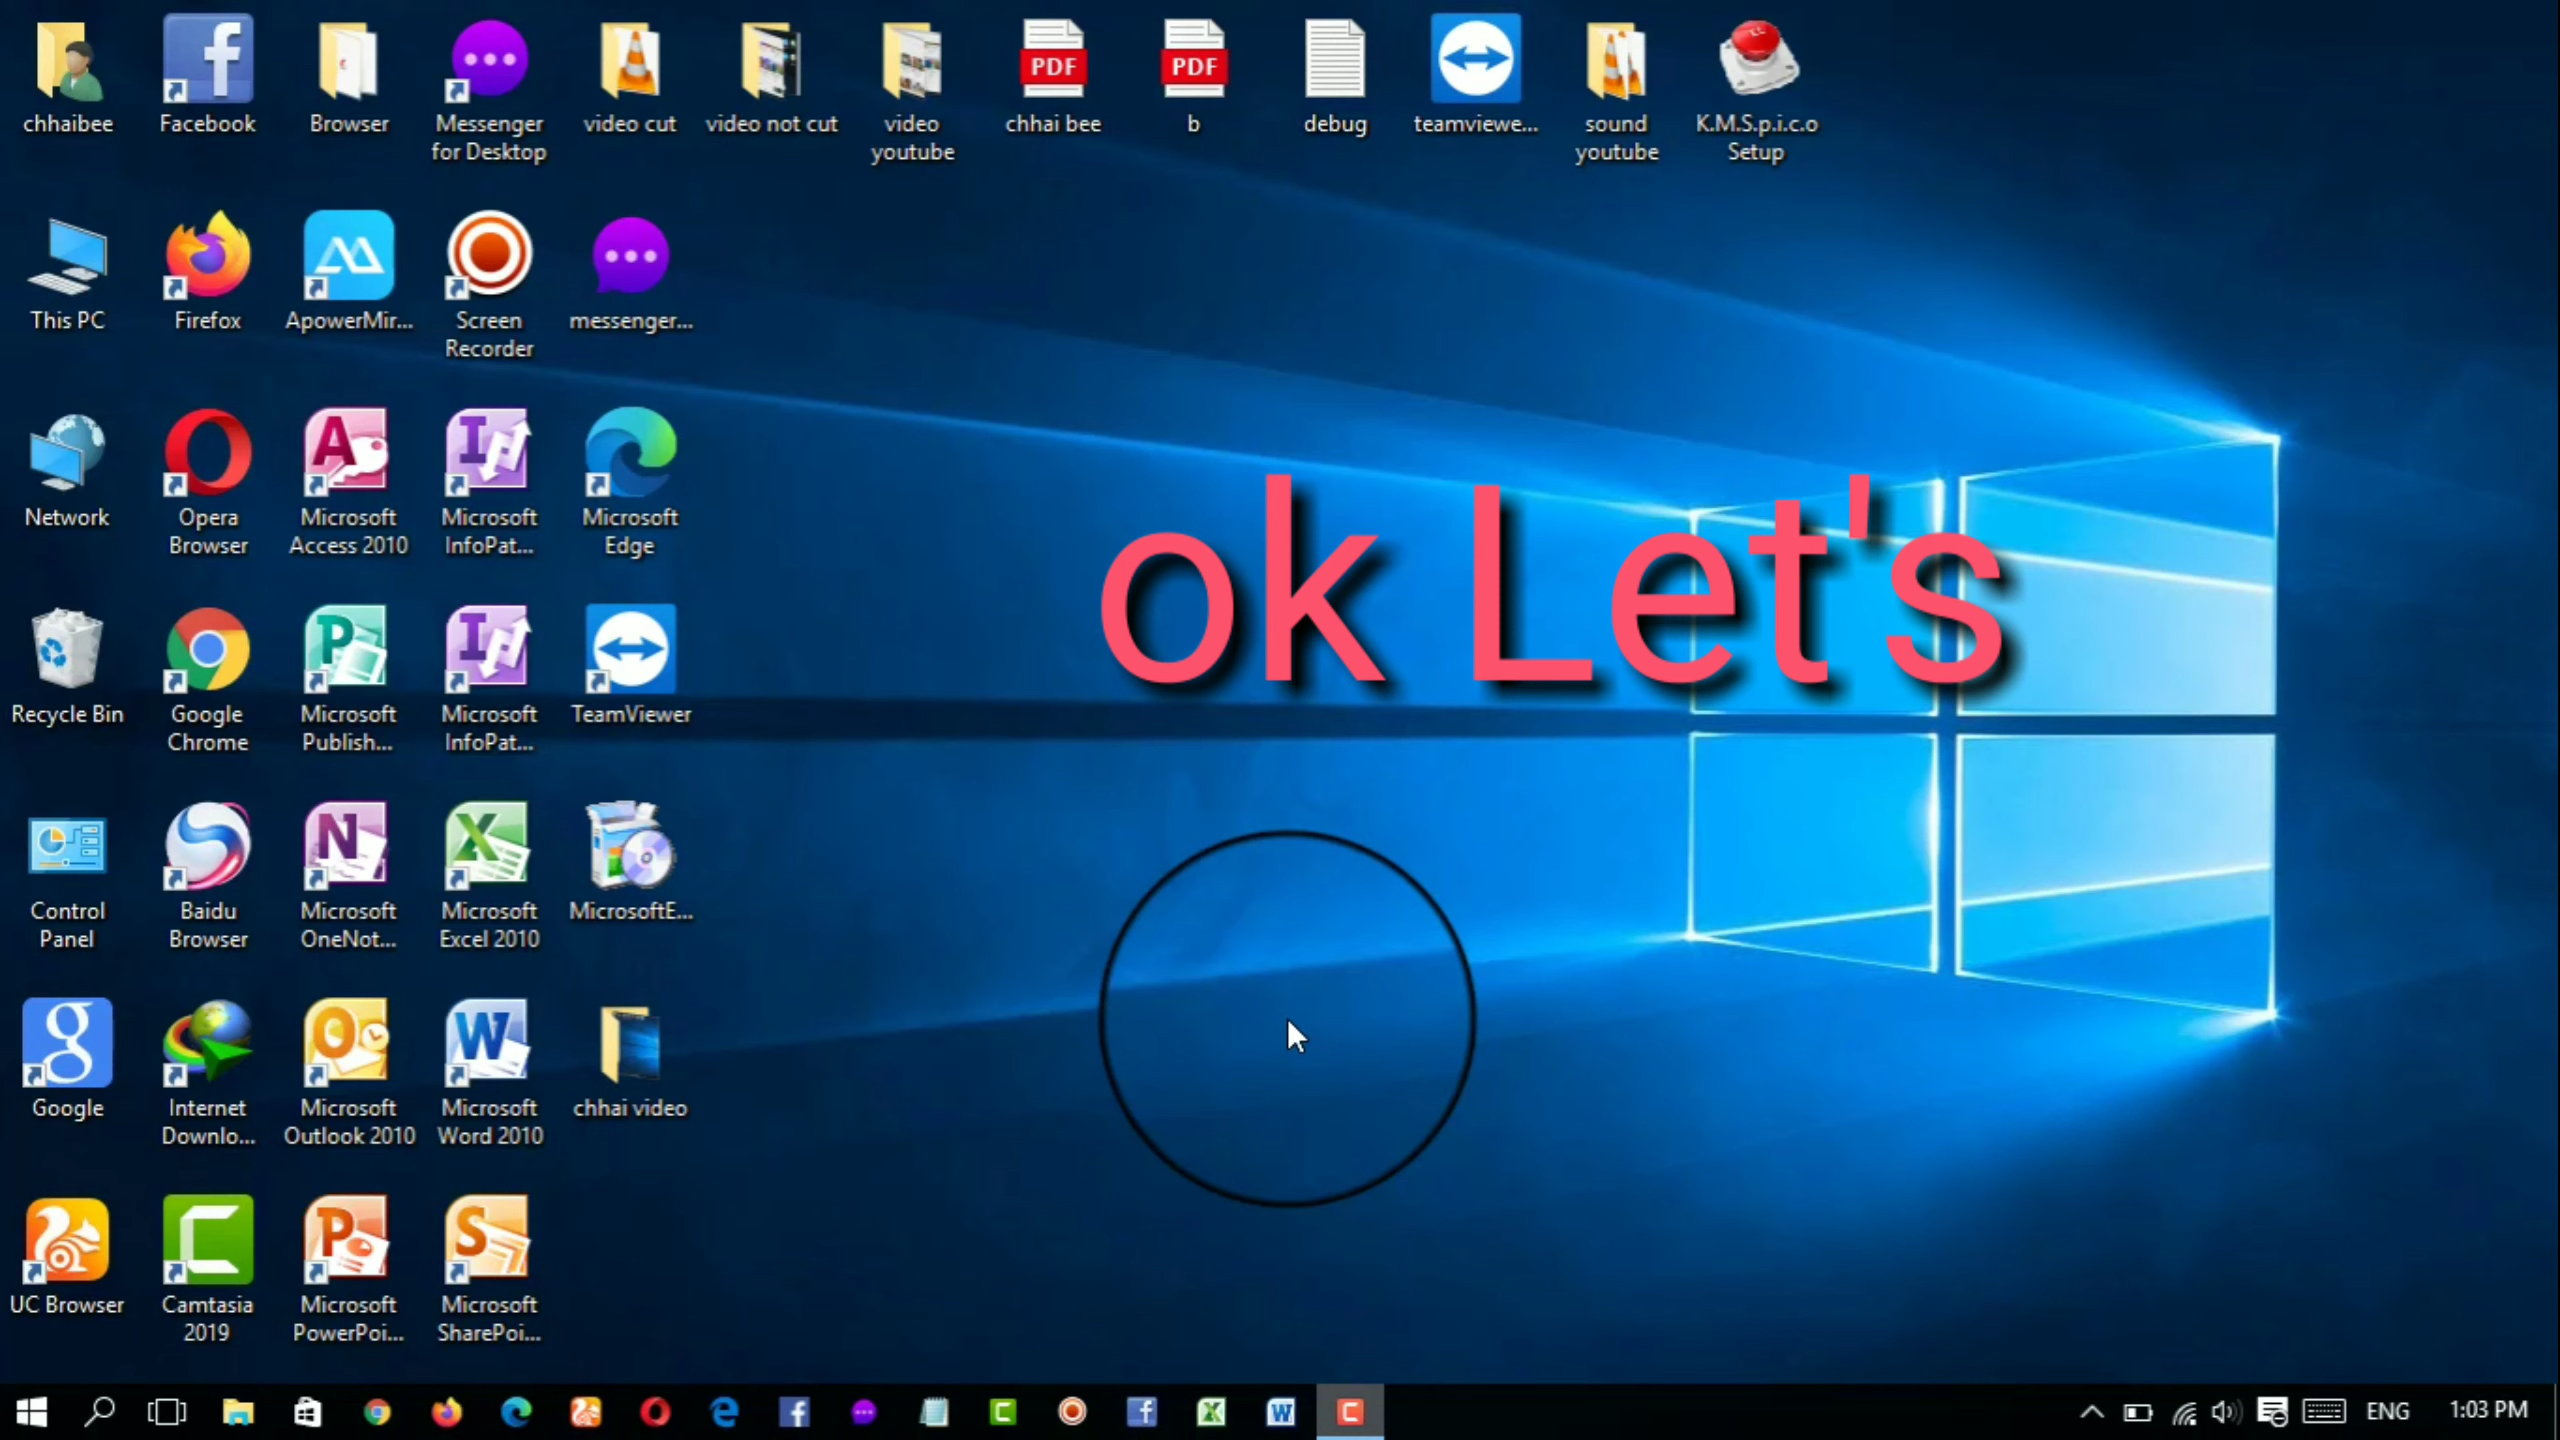 chhaibee
Facebook
Browser
Messenger
for Desktop
video cut
video not cut
video
youtube
PDF
chhai bee
PDF
b
debug
teamviewe...
sound
youtube
K.M.S.p.i.c.o
Setup
This PC
Firefox
ApowerMir...
Screen
Recorder
messenger...
Network
Opera
Browser
Microsoft
Access 2010
Microsoft
InfoPat...
Microsoft
Edge
ok Let's
Recycle Bin
Google
Chrome
Microsoft
Publish...
Microsoft
InfoPat...
TeamViewer
Control
Panel
Baidu
Browser
Microsoft
OneNot...
Microsoft
Excel 2010
MicrosoftE...
Google
Internet
Downlo...
Microsoft
Outlook 2010
Microsoft
Word 2010
chhai video
UC Browser
Camtasia
2019
Microsoft
PowerPoi...
Microsoft
SharePoi...
ENG
1:03 PM